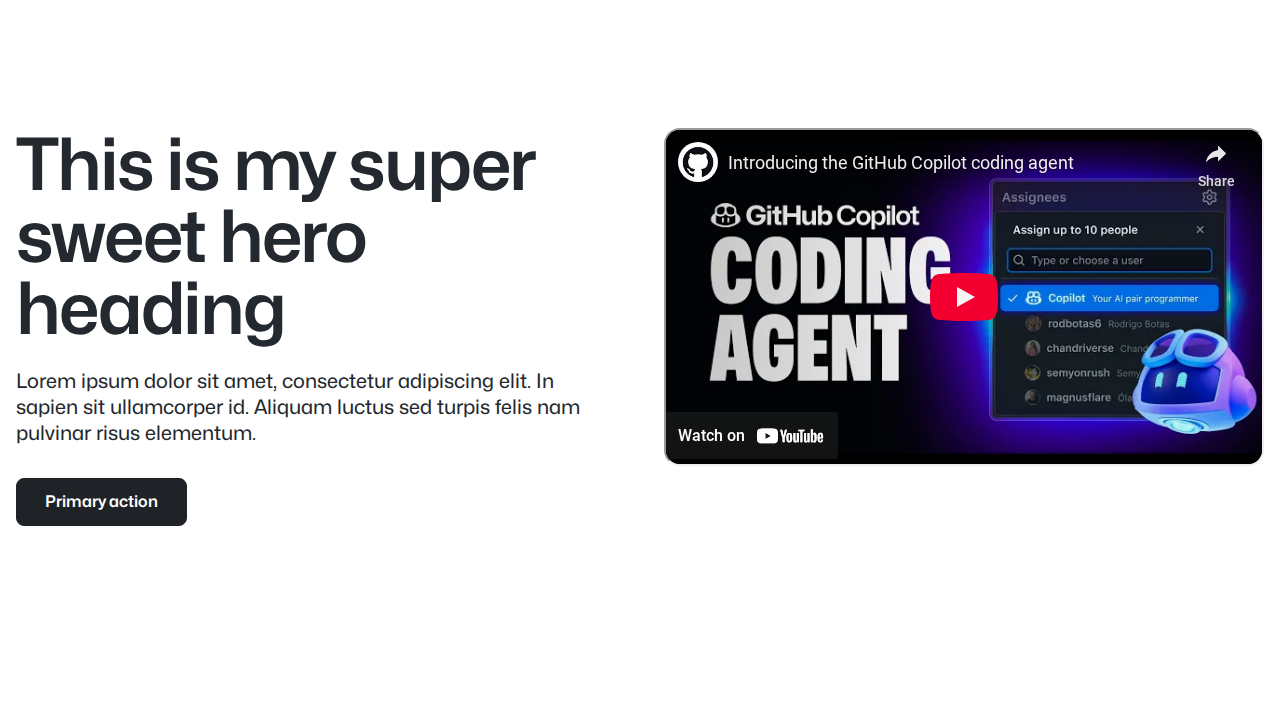 This is my super
sweet hero
heading
Lorem ipsum dolor sit amet, consectetur adipiscing elit. In
sapien sit ullamcorper id. Aliquam luctus sed turpis felis nam
pulvinar risus elementum.
Primary action
Introducing the GitHub Copilot coding agent
Share
GitHub Copilot
CODING
AGENT
Assignees
Assign up to 10 people
Type or choose a user
Copilot Your AI pair programmer
rodbotas6 Rodrigo Botas
chandriverse Chand
semyonrush Semy
magnusflare Óla
Watch on YouTube